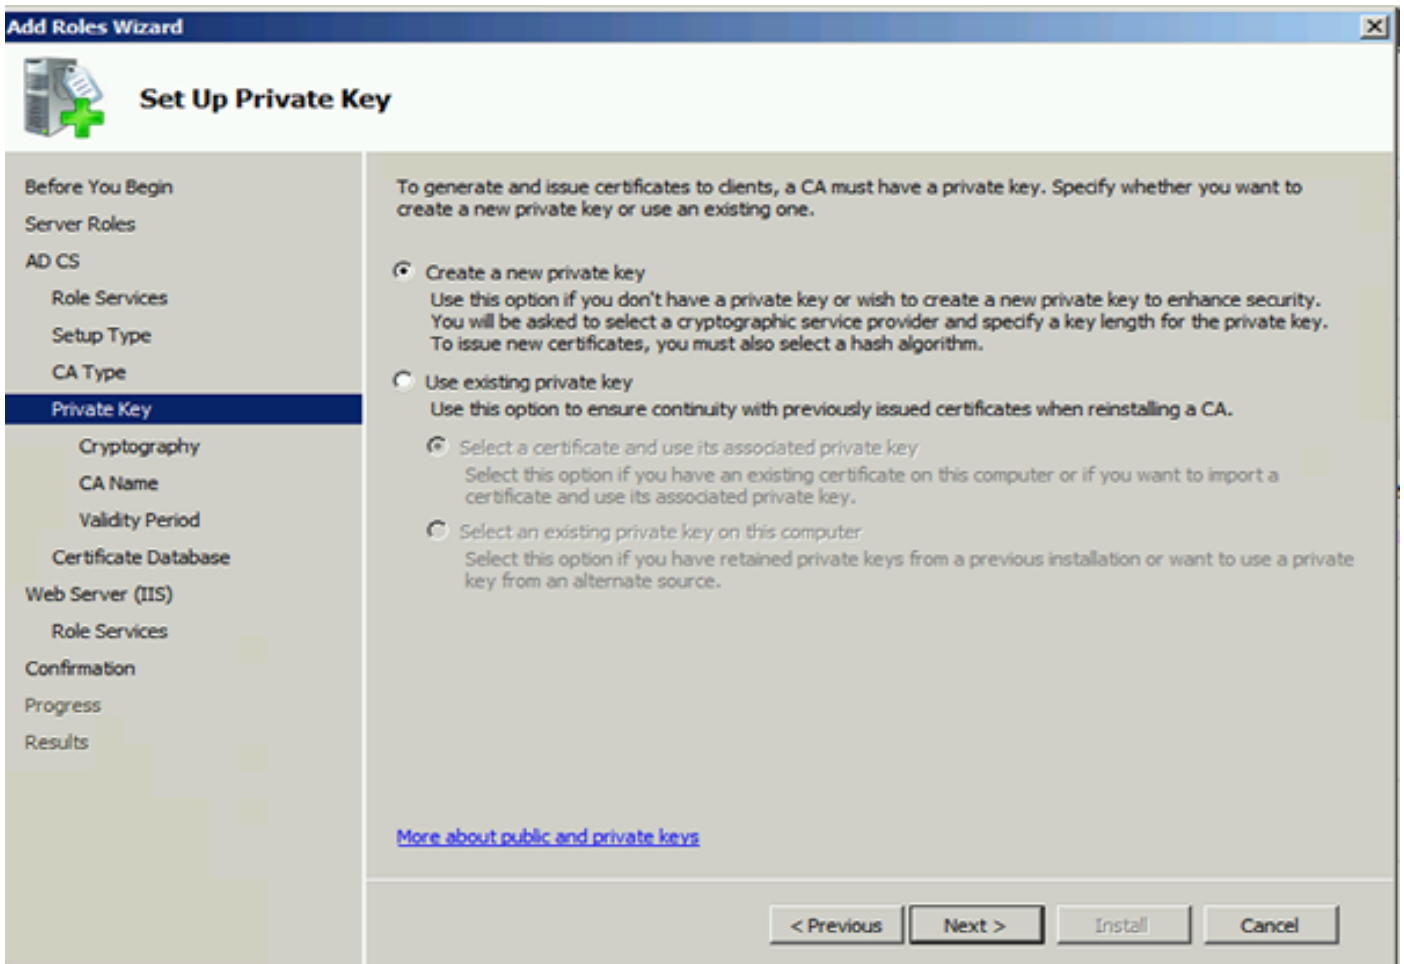 Add Roles Wizard
Set Up Private Key
Before You Begin
Server Roles
AD CS
Role Services
Setup Type
CA Type
Private Key
Cryptography
CA Name
Validity Period
Certificate Database
Web Server (IIS)
Role Services
Confirmation
Progress
Results
To generate and issue certificates to clients, a CA must have a private key. Specify whether you want to
create a new private key or use an existing one.
Create a new private key
Use this option if you don't have a private key or wish to create a new private key to enhance security.
You will be asked to select a cryptographic service provider and specify a key length for the private key.
To issue new certificates, you must also select a hash algorithm.
Use existing private key
Use this option to ensure continuity with previously issued certificates when reinstalling a CA.
Select a certificate and use its associated private key
Select this option if you have an existing certificate on this computer or if you want to import a
certificate and use its associated private key.
Select an existing private key on this computer
Select this option if you have retained private keys from a previous installation or want to use a private
key from an alternate source.
More about public and private keys
< Previous
Next >
Install
Cancel